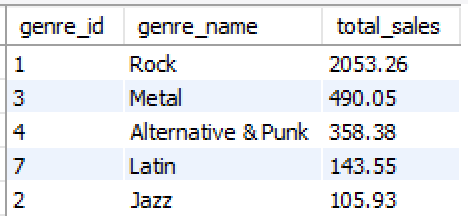 genre_id genre_name total_sales
1 Rock 2053.26
3 Metal 490.05
4 Alternative & Punk 358.38
7 Latin 143.55
2 Jazz 105.93